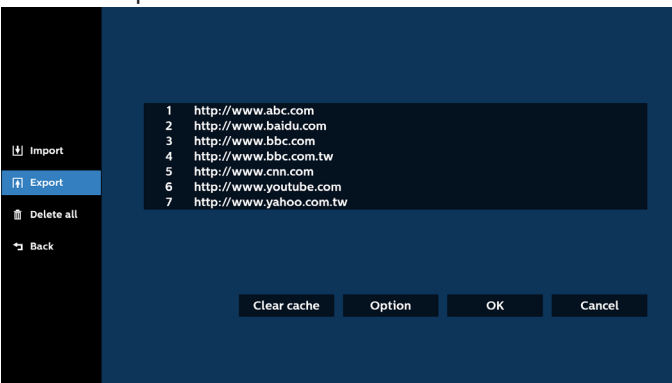 Import
Export
Delete all
Back
1 http://www.abc.com
2 http://www.baidu.com
3 http://www.bbc.com
4 http://www.bbc.com.tw
5 http://www.cnn.com
6 http://www.youtube.com
7 http://www.yahoo.com.tw
Clear cache Option OK Cancel